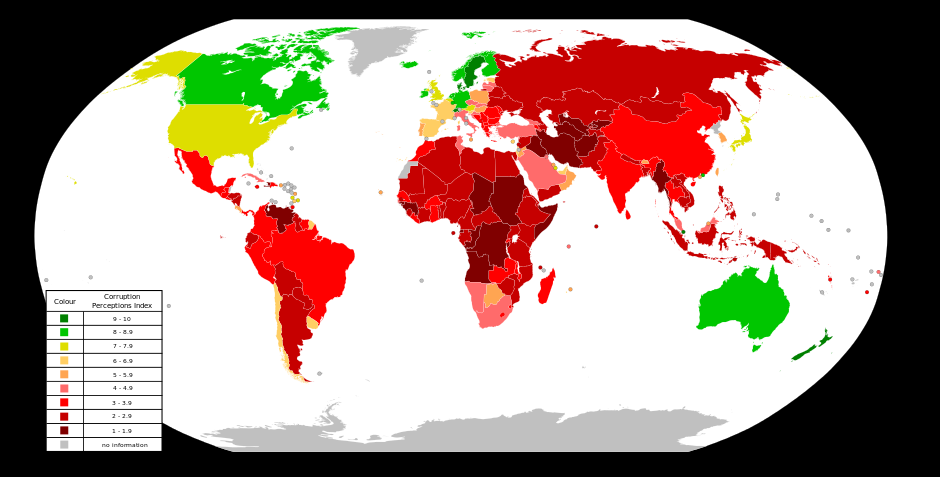 Colour
Corruption
Perceptions Index
9 - 10
8 - 8.9
7 - 7.9
6 - 6.9
5 - 5.9
4 - 4.9
3 - 3.9
2 - 2.9
1 - 1.9
no information